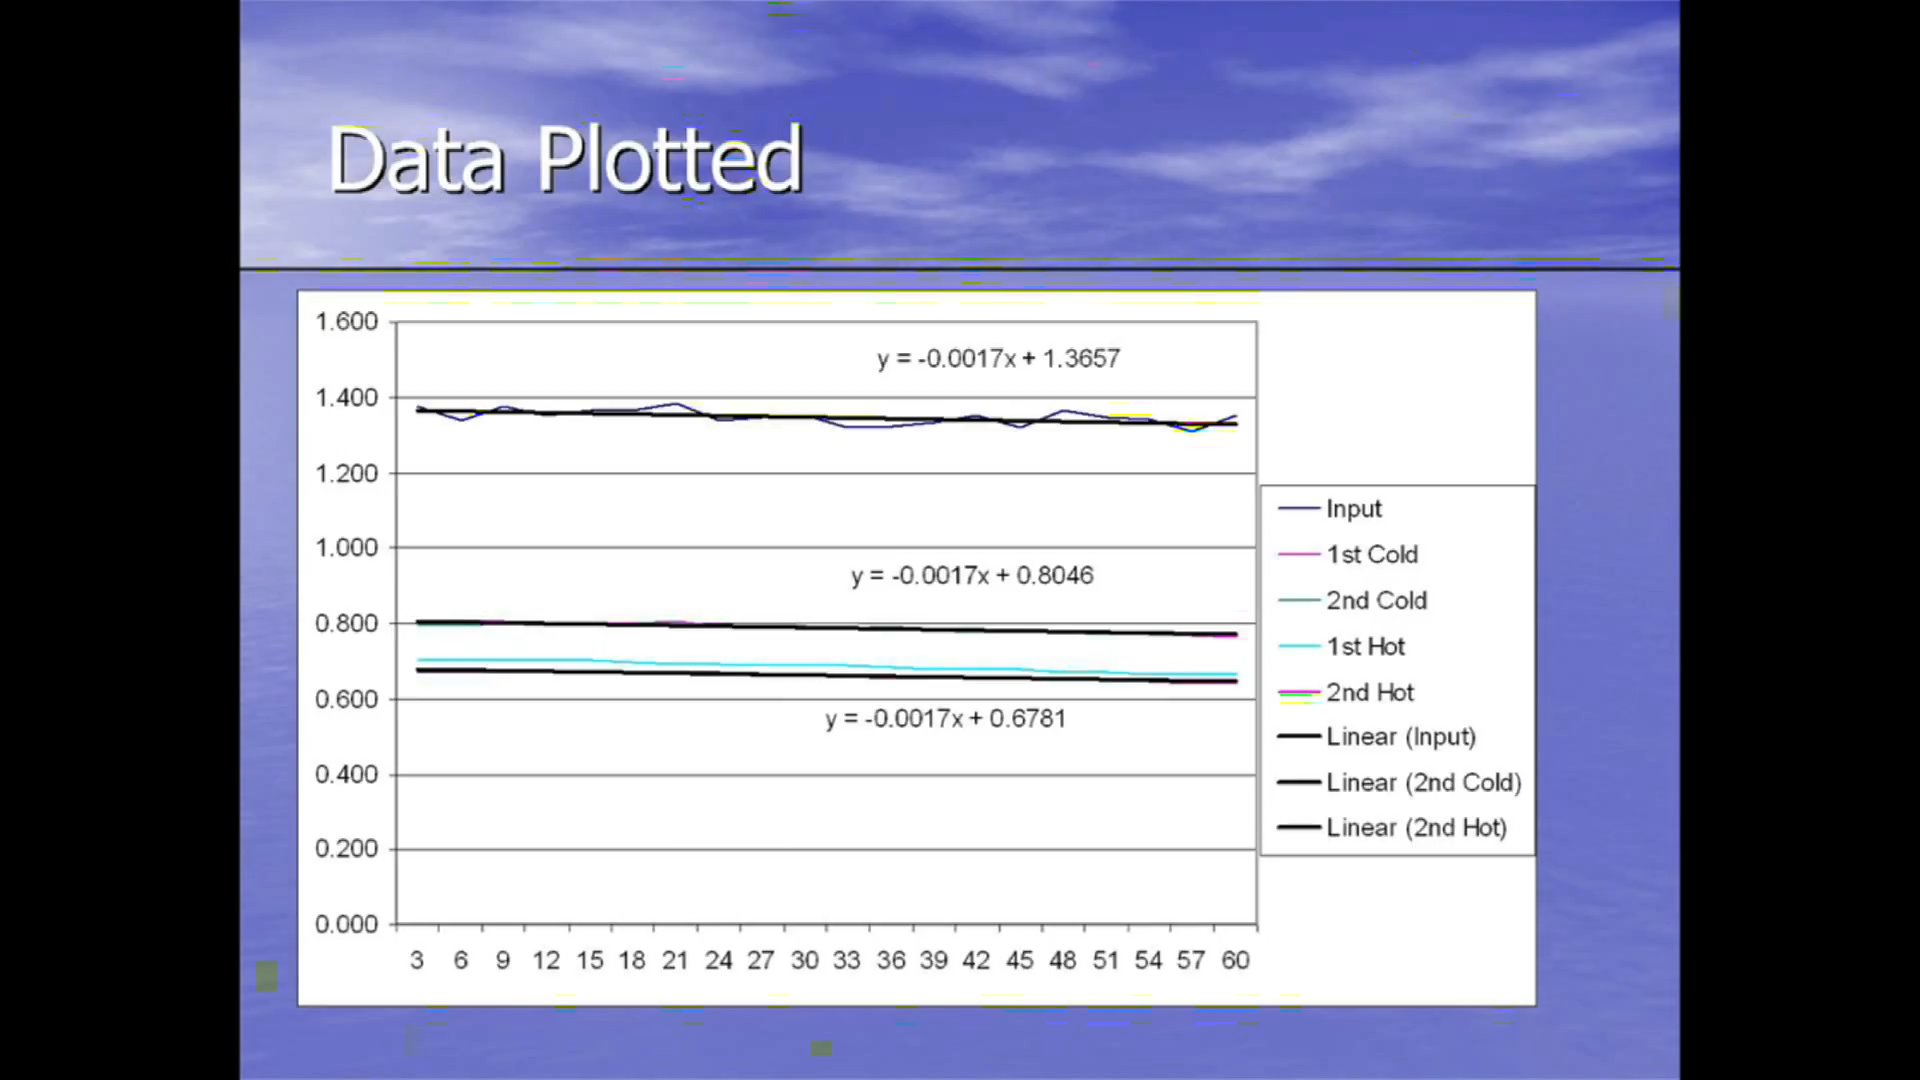 Data Plotted
1.600
1.400
1.200
1.000
0.800
0.600
0.400
0.200
0.000
y = -0.0017x + 1.3657
y = -0.0017x + 0.8046
y = -0.0017x + 0.6781
3 6 9 12 15 18 21 24 27 30 33 36 39 42 45 48 51 54 57 60
Input
1st Cold
2nd Cold
1st Hot
2nd Hot
Linear (Input)
Linear (2nd Cold)
Linear (2nd Hot)